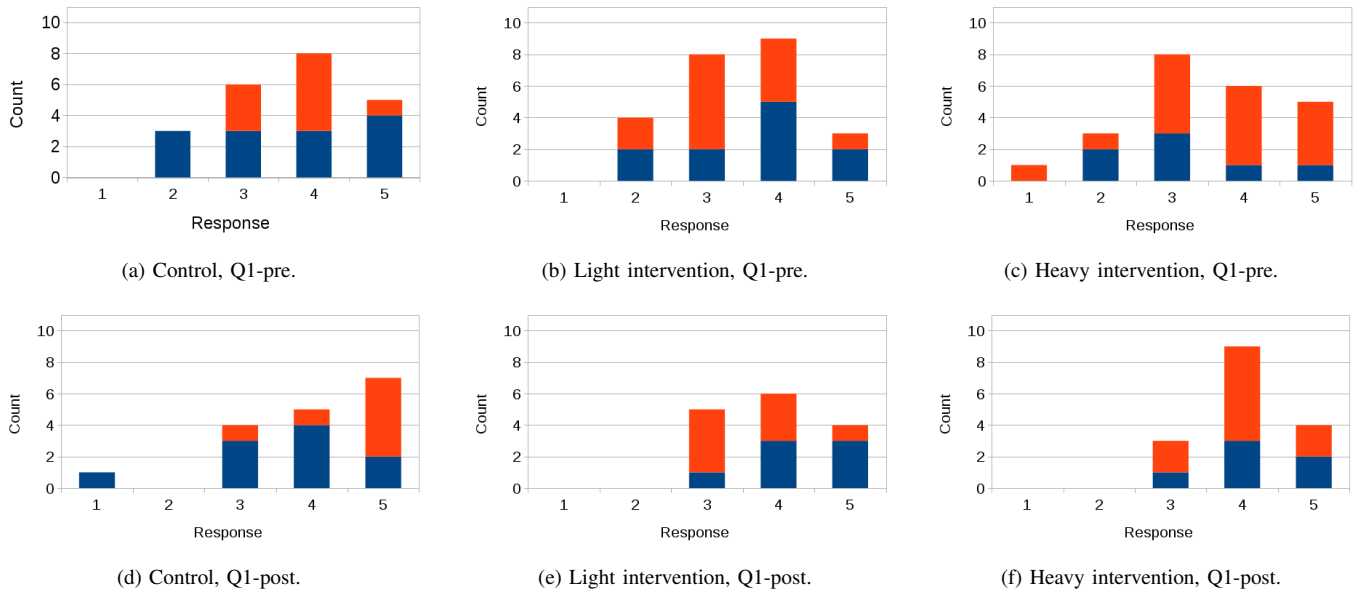 10
8
6
4
2
0
Count
1 2 3 4 5
Response
(a) Control, Q1-pre.
10
8
6
4
2
0
Count
1 2 3 4 5
Response
(b) Light intervention, Q1-pre.
10
8
6
4
2
0
Count
1 2 3 4 5
Response
(c) Heavy intervention, Q1-pre.
10
8
6
4
2
0
Count
1 2 3 4 5
Response
(d) Control, Q1-post.
10
8
6
4
2
0
Count
1 2 3 4 5
Response
(e) Light intervention, Q1-post.
10
8
6
4
2
0
Count
1 2 3 4 5
Response
(f) Heavy intervention, Q1-post.